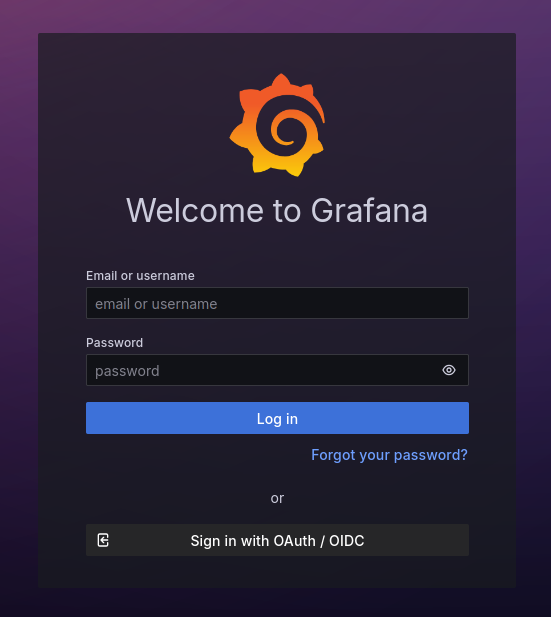 Welcome to Grafana
Email or username
email or username
Password
password
Log in
Forgot your password?
or
Sign in with OAuth / OIDC